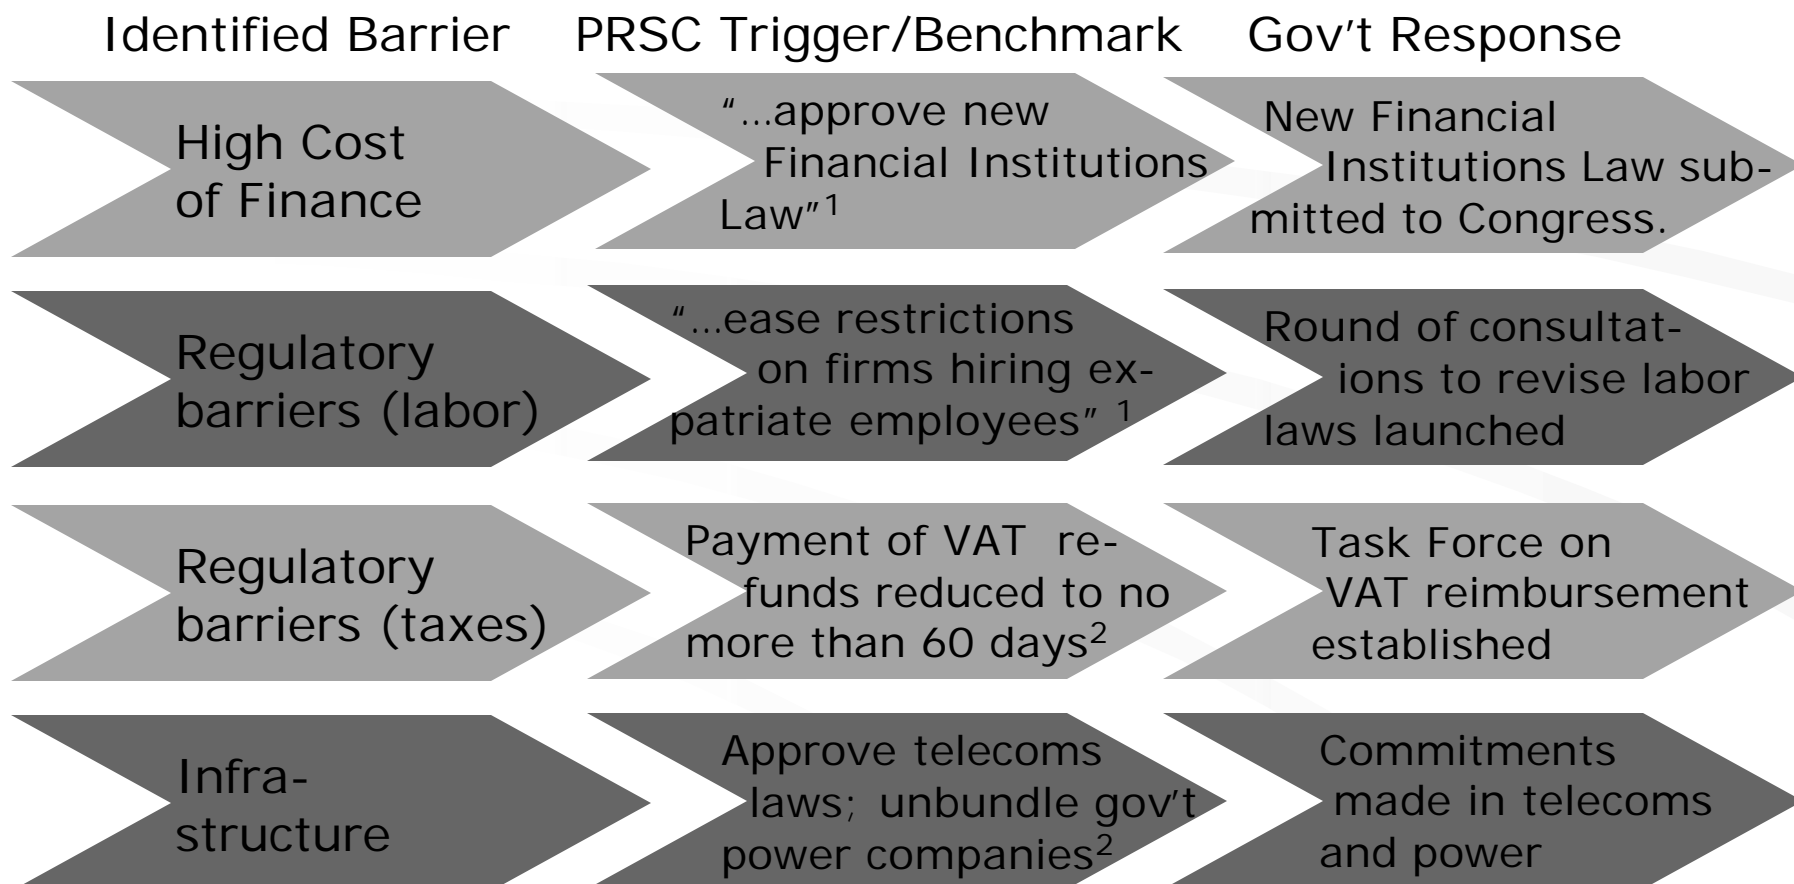 Identified Barrier
PRSC Trigger/Benchmark
Gov't Response
High Cost
of Finance
"...approve new
Financial Institutions
Law"1
New Financial
Institutions Law sub-
mitted to Congress.
Regulatory
barriers (labor)
"...ease restrictions
on firms hiring ex-
patriate employees" 1
Round of consultat-
ions to revise labor
laws launched
Regulatory
barriers (taxes)
Payment of VAT re-
funds reduced to no
more than 60 days2
Task Force on
VAT reimbursement
established
Infra-
structure
Approve telecoms
laws; unbundle gov't
power companies2
Commitments
made in telecoms
and power